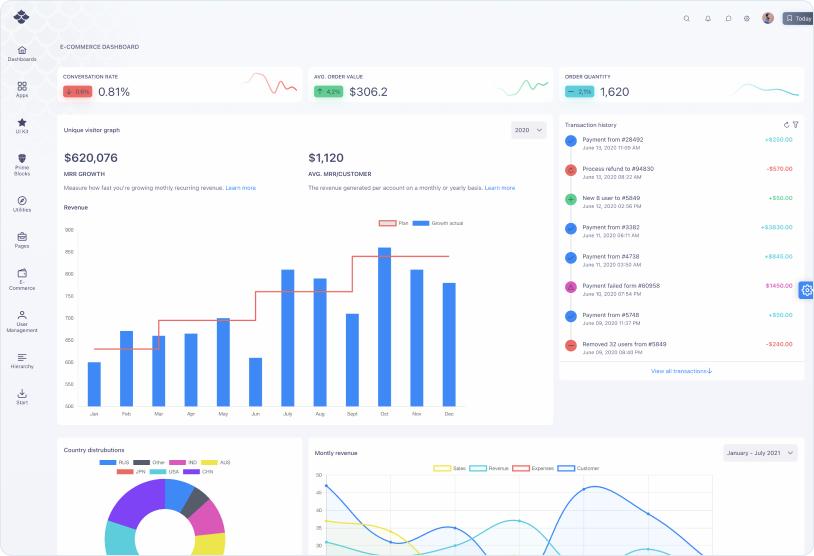 Today
E-COMMERCE DASHBOARD
Dashboards
Apps
UI Kit
Prime
Blocks
Utilities
Pages
E-
Commerce
User
Management
Hierarchy
Start
CONVERSATION RATE
0.6%
0.81%
AVG. ORDER VALUE
4.2%
$306.2
ORDER QUANTITY
2,1%
1,620
Unique visitor graph
2020
$620,076
MRR GROWTH
Measure how fast you're growing mothly recurring revenue. Learn more
$1,120
AVG. MRR/CUSTOMER
The revenue generated per account on a monthly or yearly basis. Learn more
Revenue
Plan
Growth actual
900
850
800
750
700
650
600
550
500
Jan Feb Mar Apr May Jun July Aug Sept Oct Nov Dec
Transaction history
Payment from #28492
June 13, 2020 11:09 AM
+$250.00
Process refund to #94830
June 13, 2020 08:22 AM
-$570.00
New 8 user to #5849
June 12, 2020 02:56 PM
+$50.00
Payment from #3382
June 11, 2020 06:11 AM
+$3830.00
Payment from #4738
June 11, 2020 03:50 AM
+$845.00
Payment failed form #60958
June 10, 2020 07:54 PM
$1450.00
Payment from #5748
June 09, 2020 11:37 PM
+$50.00
Removed 32 users from #5849
June 09, 2020 08:40 PM
-$240.00
View all transactions
Country distrubutions
RUS Other IND AUS
JPN USA CHN
Montly revenue
January - July 2021
Sales Revenue Expenses Customer
50
45
40
35
30